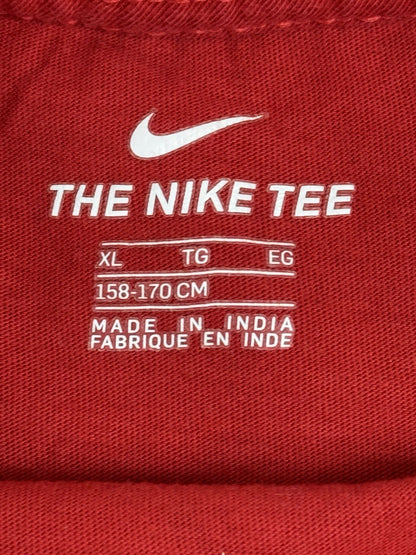 THE NIKE TEE
XL TG EG
158-170 CM
MADE IN INDIA
FABRIQUE EN INDE